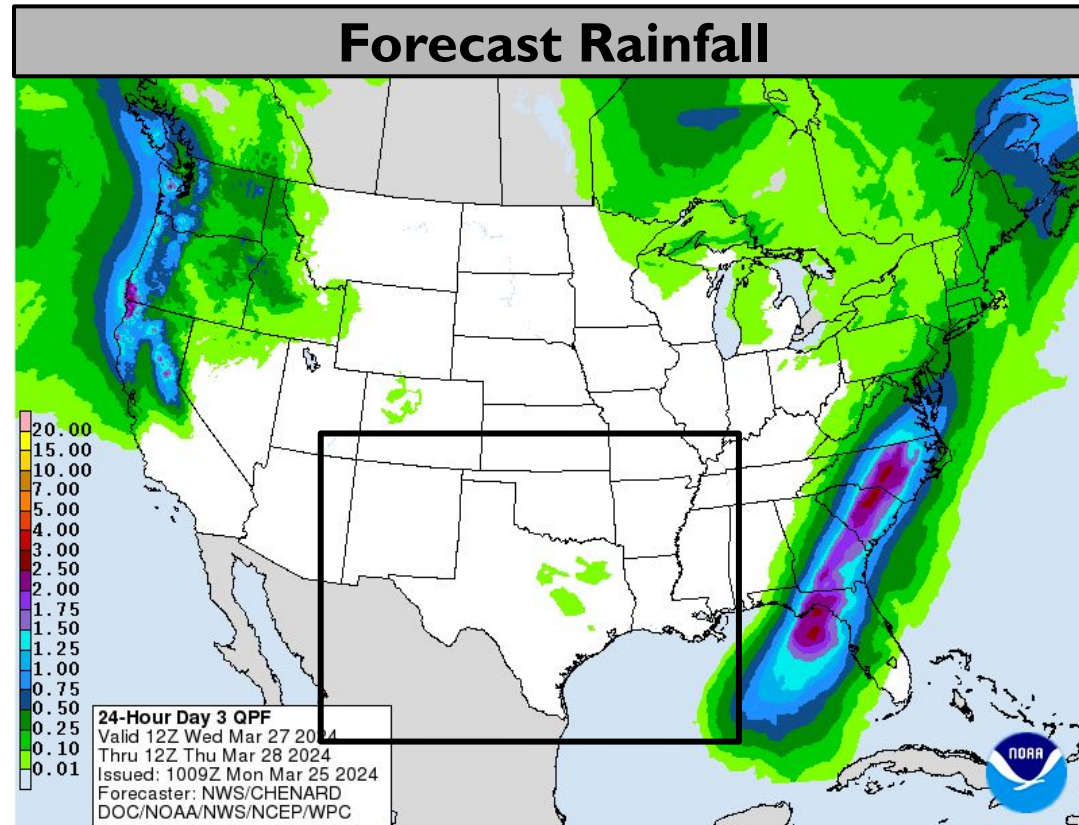 Forecast Rainfall
20.00
15.00
10.00
7.00
5.00
4.00
3.00
2.50
2.00
1.75
1.50
1.25
1.00
0.75
0.50
0.25
0.10
0.01
24-Hour Day 3 QPF
Valid 12Z Wed Mar 27 2024
Thru 12Z Thu Mar 28 2024
Issued: 1009Z Mon Mar 25 2024
Forecaster: NWS/CHENARD
DOC/NOAA/NWS/NCEP/WPC
NOAA